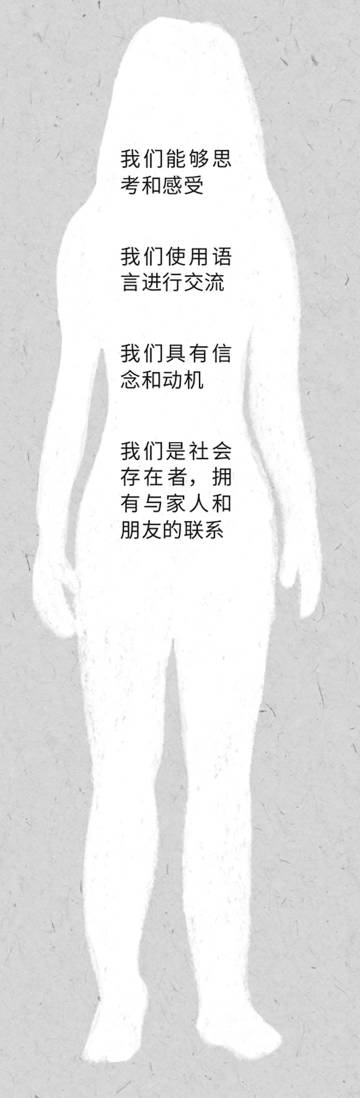 我们能够思
考和感受
我们使用语
言进行交流
我们具有信
念和动机
我们是社会
存在者，拥
有与家人和
朋友的联系